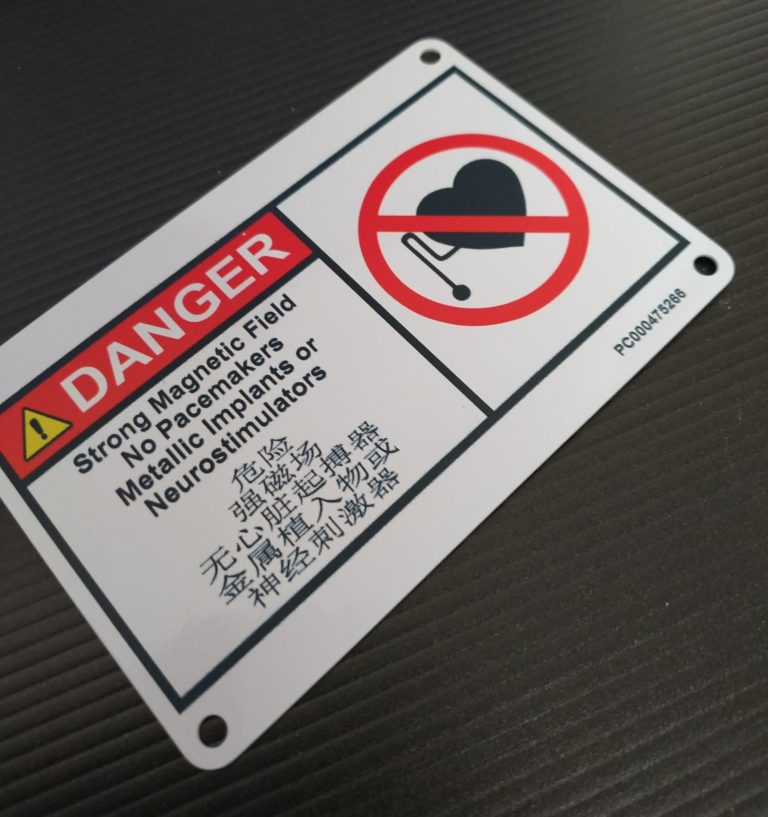 DANGER
Strong Magnetic Field
No Pacemakers
Metallic Implants or
Neurostimulators
危险
强磁场
无心脏起搏器
金属植入物或
神经刺激器
PC000475266